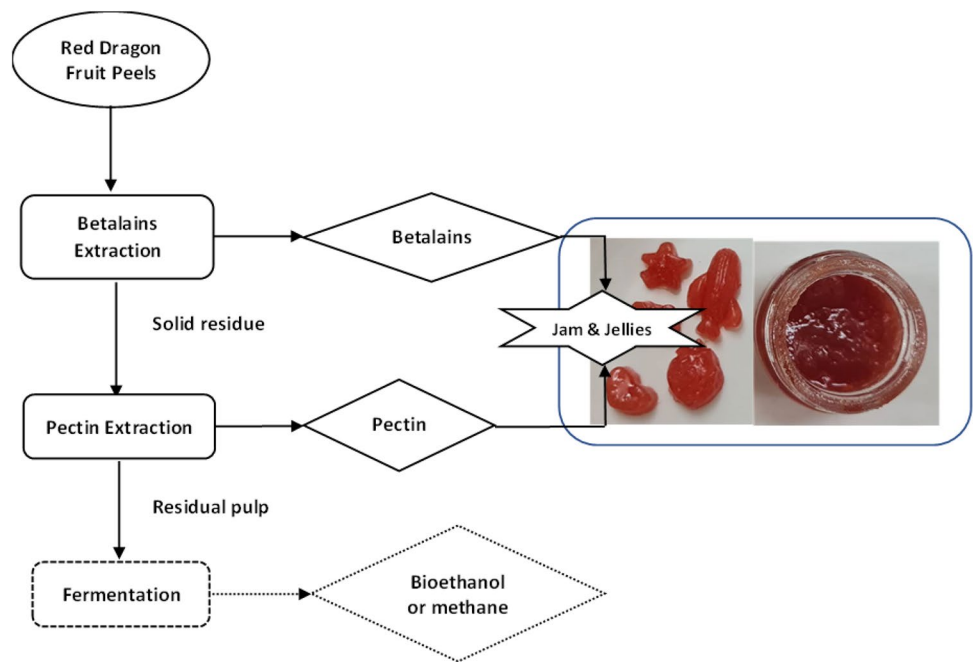 Red Dragon
Fruit Peels
Betalains
Extraction
Betalains
Solid residue
Jam & Jellies
Pectin Extraction
Pectin
Residual pulp
Fermentation
Bioethanol
or methane